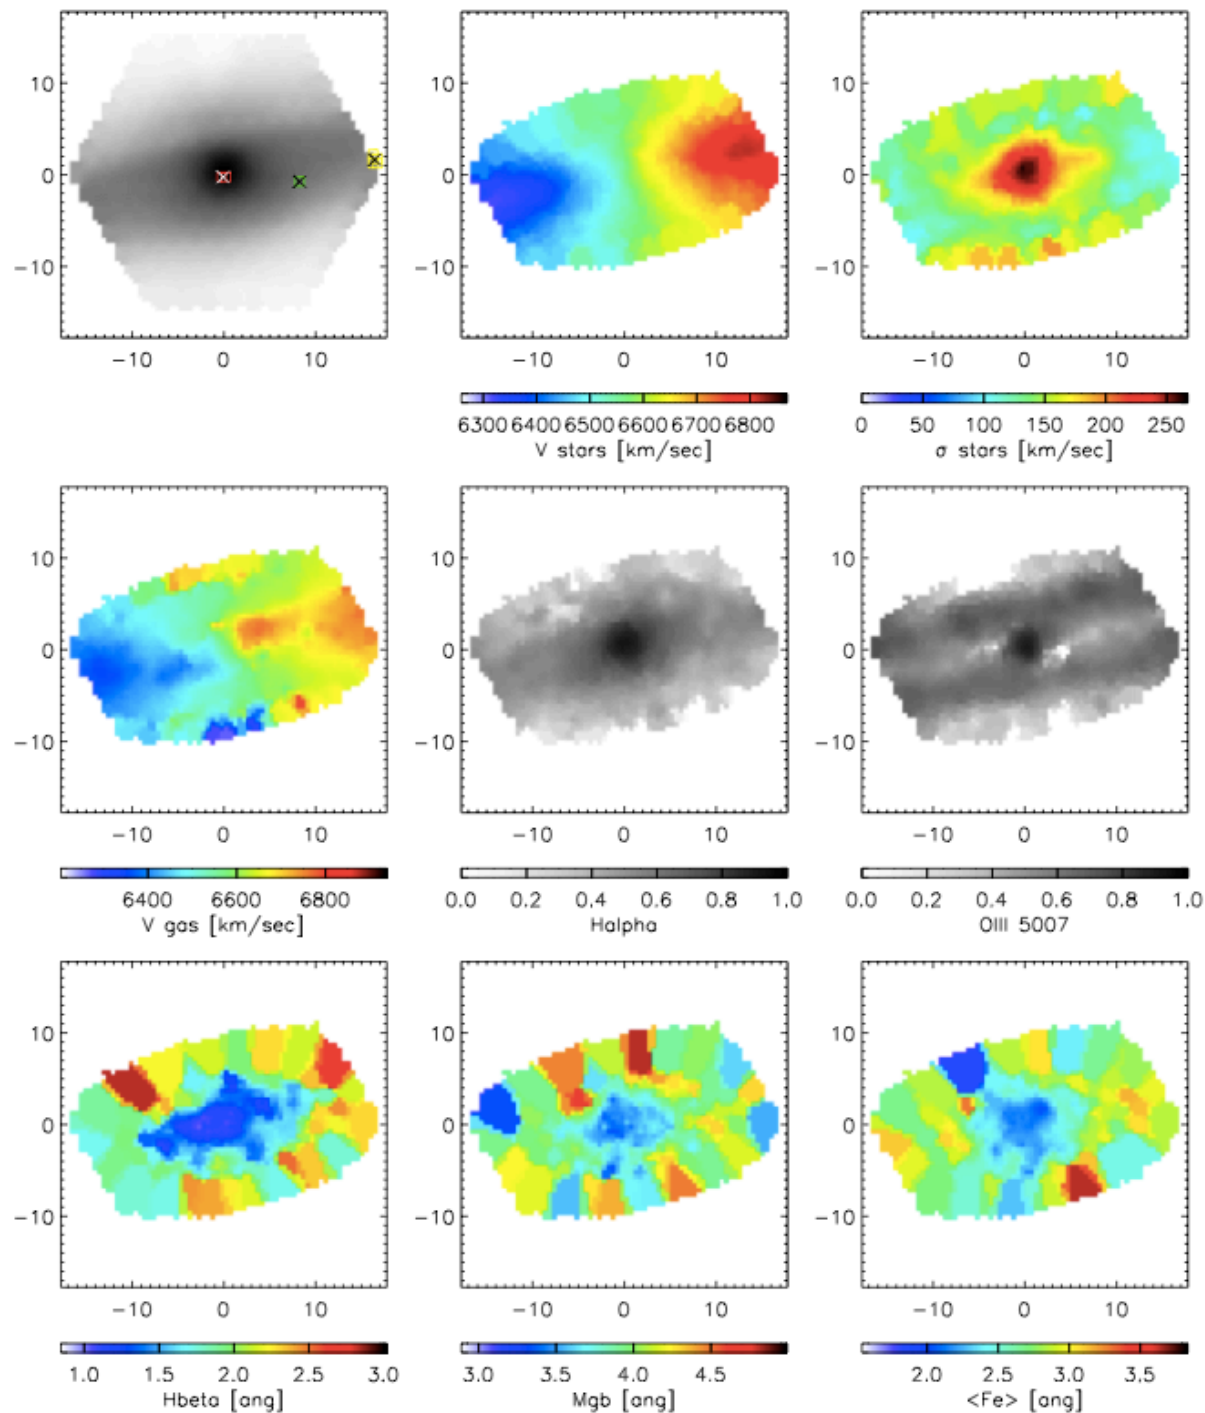 10
0
−10
−10 0 10
10
0
−10
−10 0 10
6300 6400 6500 6600 6700 6800
V stars [km/sec]
10
0
−10
−10 0 10
0 50 100 150 200 250
σ stars [km/sec]
10
0
−10
−10 0 10
6400 6600 6800
V gas [km/sec]
10
0
−10
−10 0 10
0.0 0.2 0.4 0.6 0.8 1.0
Halpha
10
0
−10
−10 0 10
0.0 0.2 0.4 0.6 0.8 1.0
OIII 5007
10
0
−10
−10 0 10
1.0 1.5 2.0 2.5 3.0
Hbeta [ang]
10
0
−10
−10 0 10
3.0 3.5 4.0 4.5
Mgb [ang]
10
0
−10
−10 0 10
2.0 2.5 3.0 3.5
<Fe> [ang]